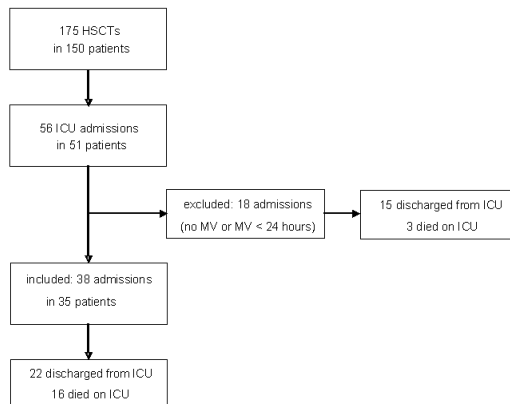 175 HSCTs
in 150 patients
56 ICU admissions
in 51 patients
excluded: 18 admissions
(no MV or MV < 24 hours)
15 discharged from ICU
3 died on ICU
included: 38 admissions
in 35 patients
22 discharged from ICU
16 died on ICU